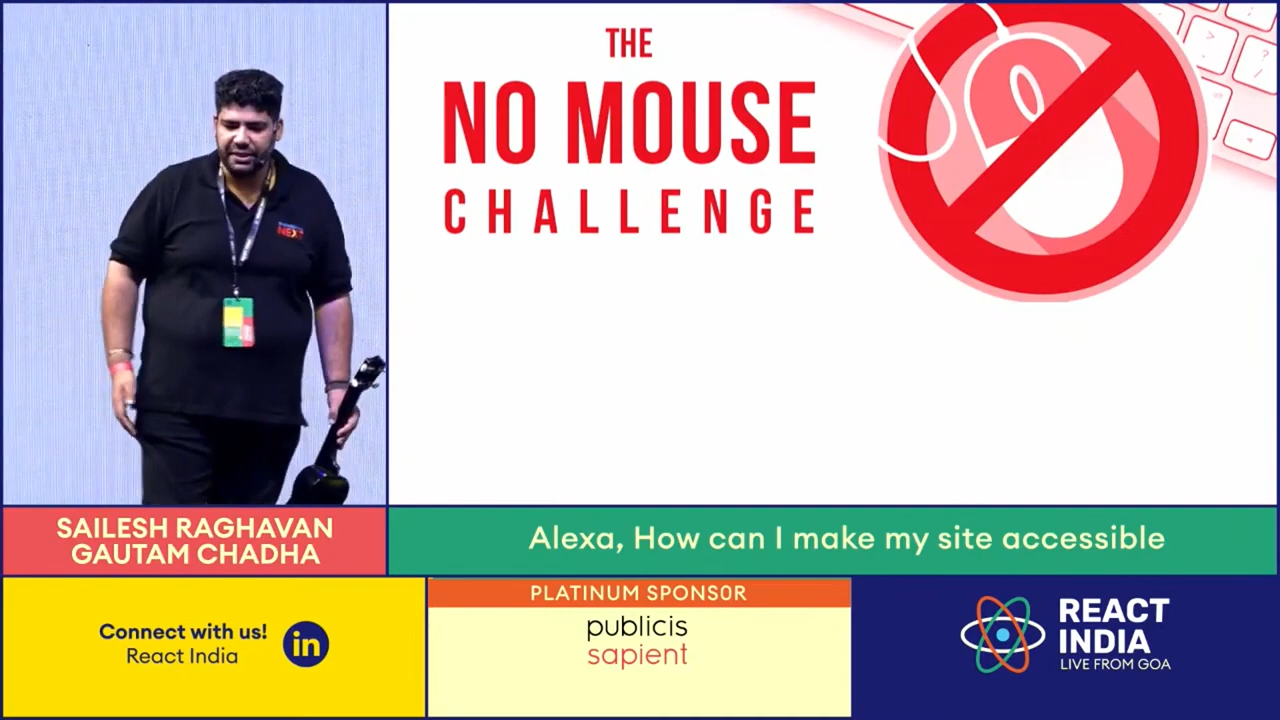 THE
NO MOUSE
CHALLENGE
NEXT
SAILESH RAGHAVAN
GAUTAM CHADHA
Alexa, How can I make my site accessible
Connect with us!
React India
in
PLATINUM SPONSOR
publicis
sapient
REACT
INDIA
LIVE FROM GOA